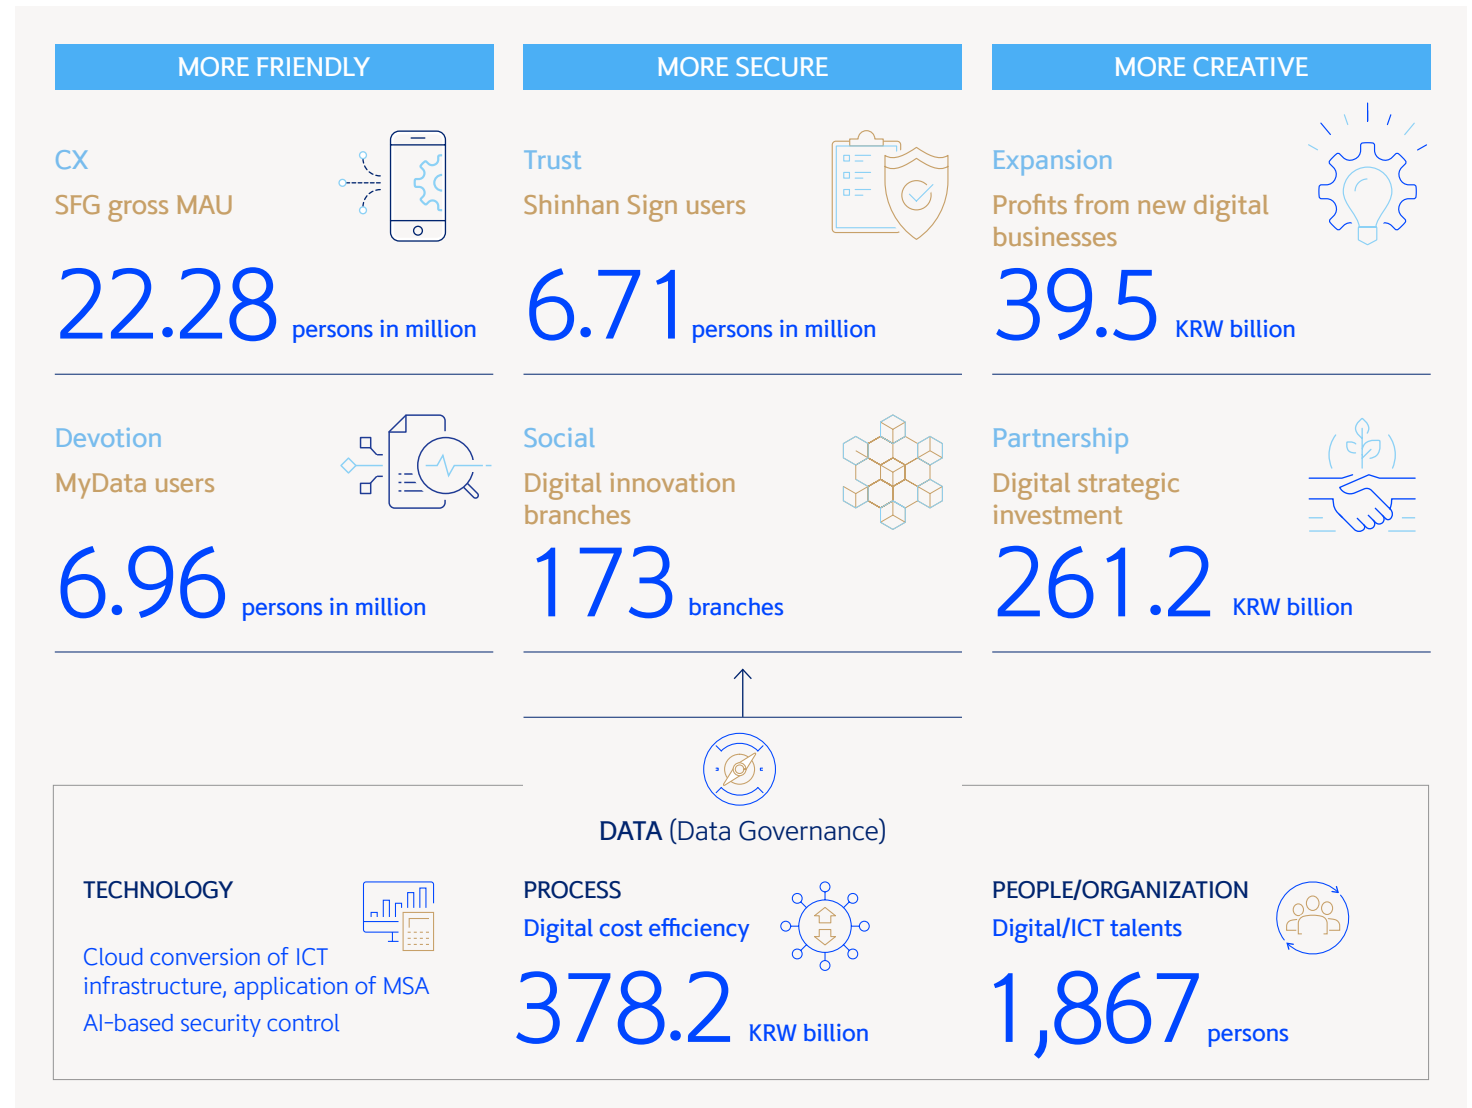 MORE FRIENDLY
MORE SECURE
MORE CREATIVE
CX
SFG gross MAU
22.28 persons in million
Trust
Shinhan Sign users
6.71 persons in million
Expansion
Profits from new digital
businesses
39.5 KRW billion
Devotion
MyData users
6.96 persons in million
Social
Digital innovation
branches
173 branches
Partnership
Digital strategic
investment
261.2 KRW billion
DATA (Data Governance)
TECHNOLOGY
Cloud conversion of ICT
infrastructure, application of MSA
AI-based security control
PROCESS
Digital cost efficiency
378.2 KRW billion
PEOPLE/ORGANIZATION
Digital/ICT talents
1,867 persons